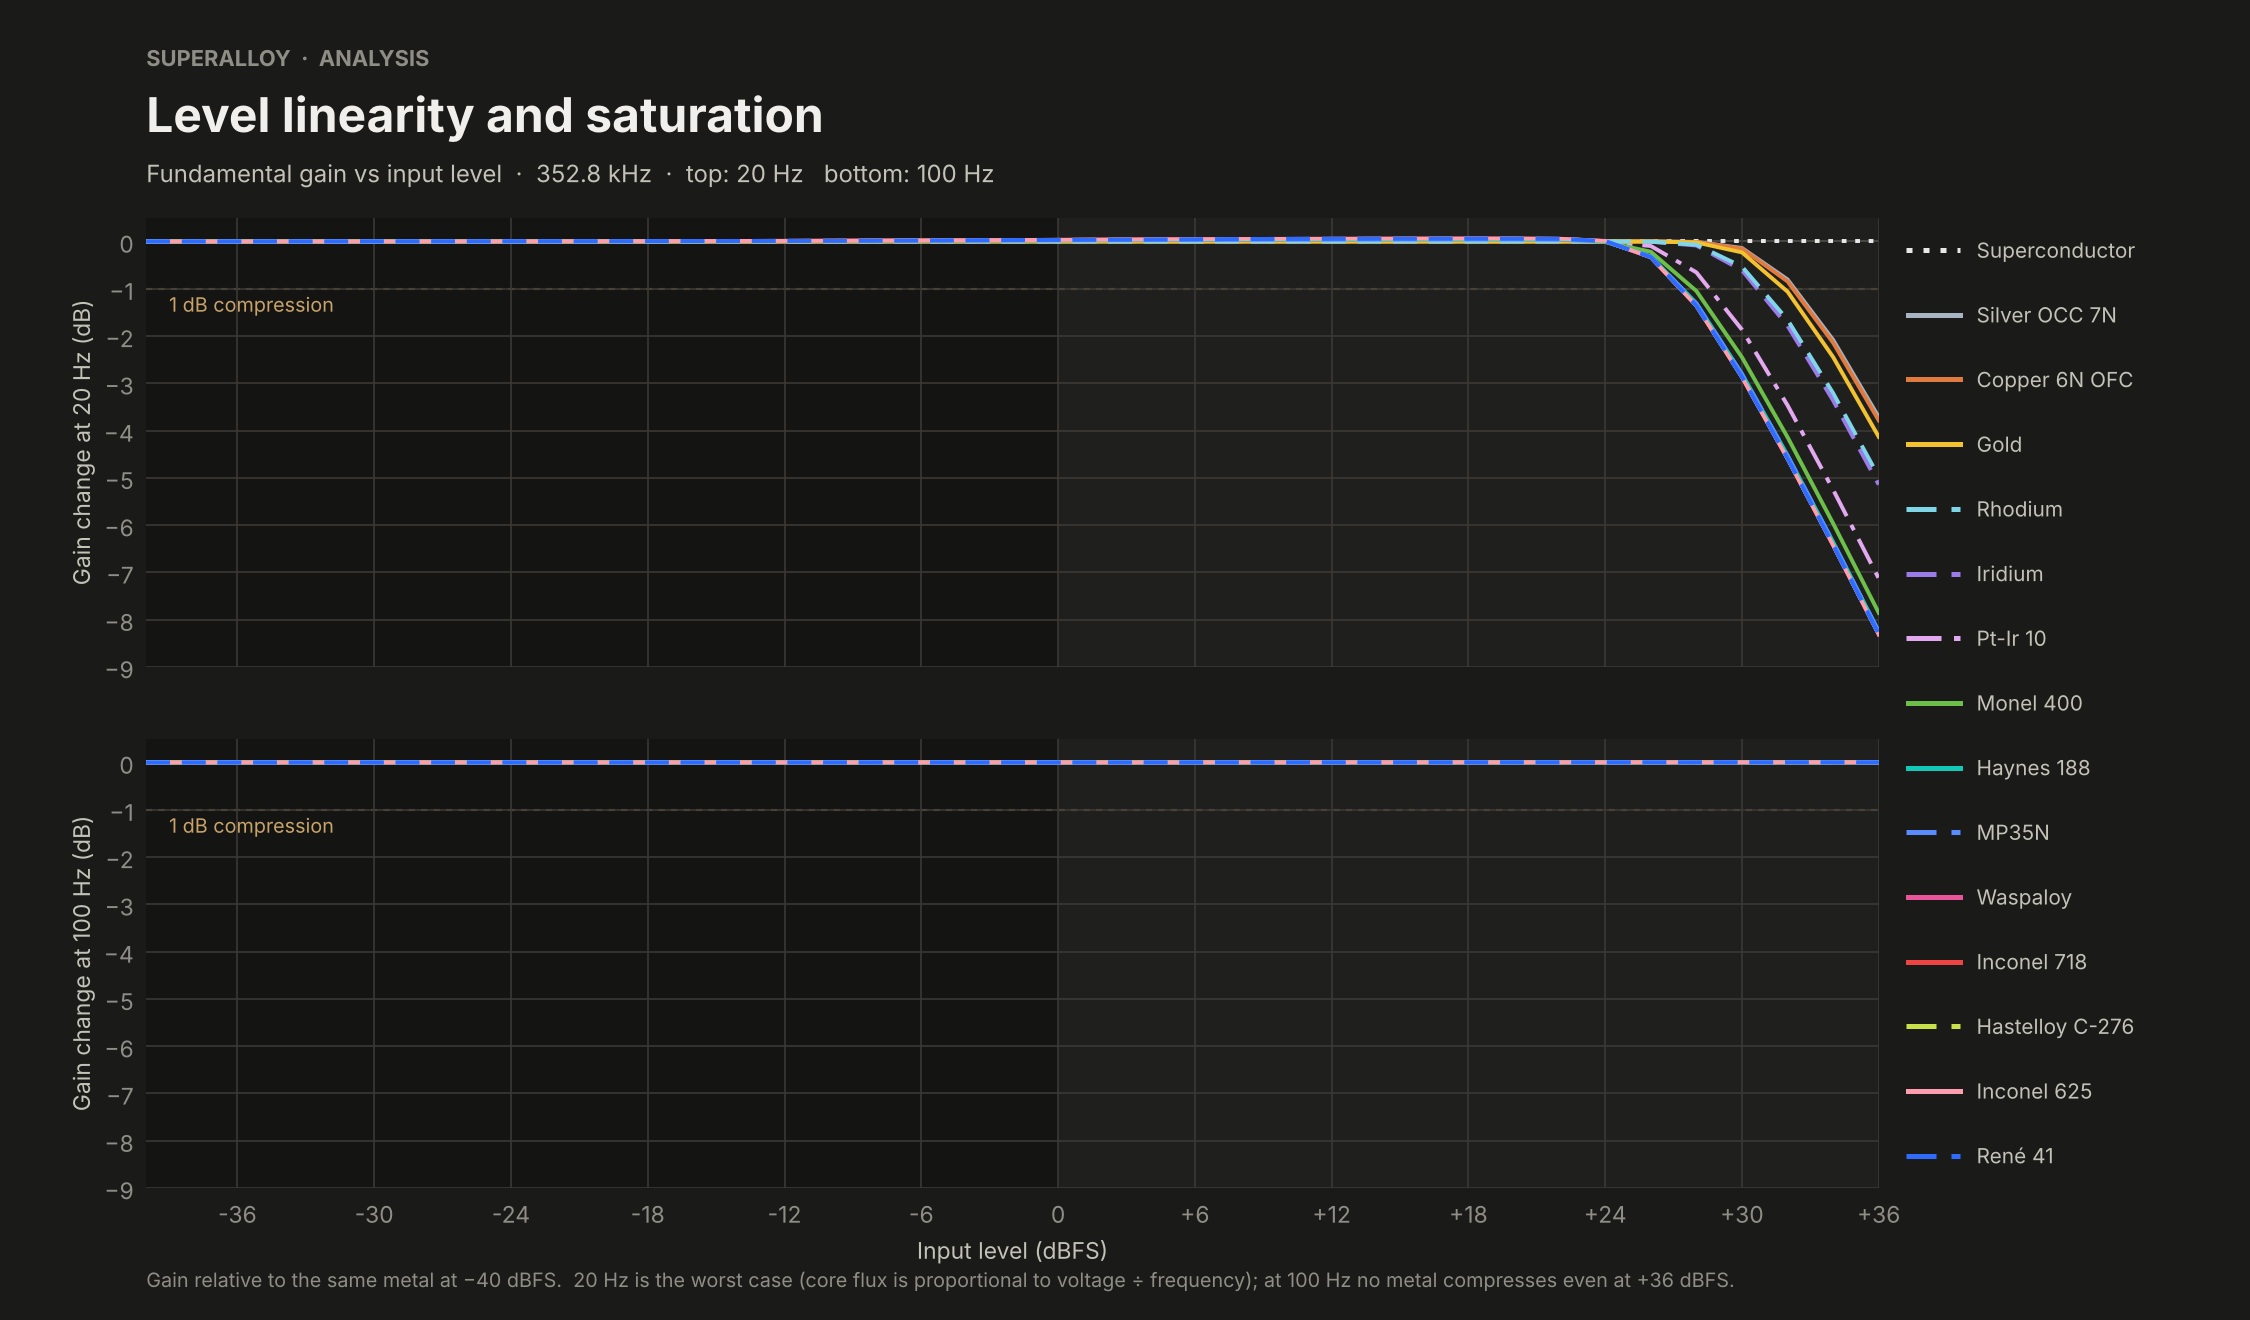 SUPERALLOY · ANALYSIS
Level linearity and saturation
Fundamental gain vs input level · 352.8 kHz · top: 20 Hz bottom: 100 Hz
Gain change at 20 Hz (dB)
0
−1
−2
−3
−4
−5
−6
−7
−8
−9
1 dB compression
Gain change at 100 Hz (dB)
0
−1
−2
−3
−4
−5
−6
−7
−8
−9
1 dB compression
-36
-30
-24
-18
-12
-6
0
+6
+12
+18
+24
+30
+36
Input level (dBFS)
Superconductor
Silver OCC 7N
Copper 6N OFC
Gold
Rhodium
Iridium
Pt-Ir 10
Monel 400
Haynes 188
MP35N
Waspaloy
Inconel 718
Hastelloy C-276
Inconel 625
René 41
Gain relative to the same metal at −40 dBFS. 20 Hz is the worst case (core flux is proportional to voltage ÷ frequency); at 100 Hz no metal compresses even at +36 dBFS.